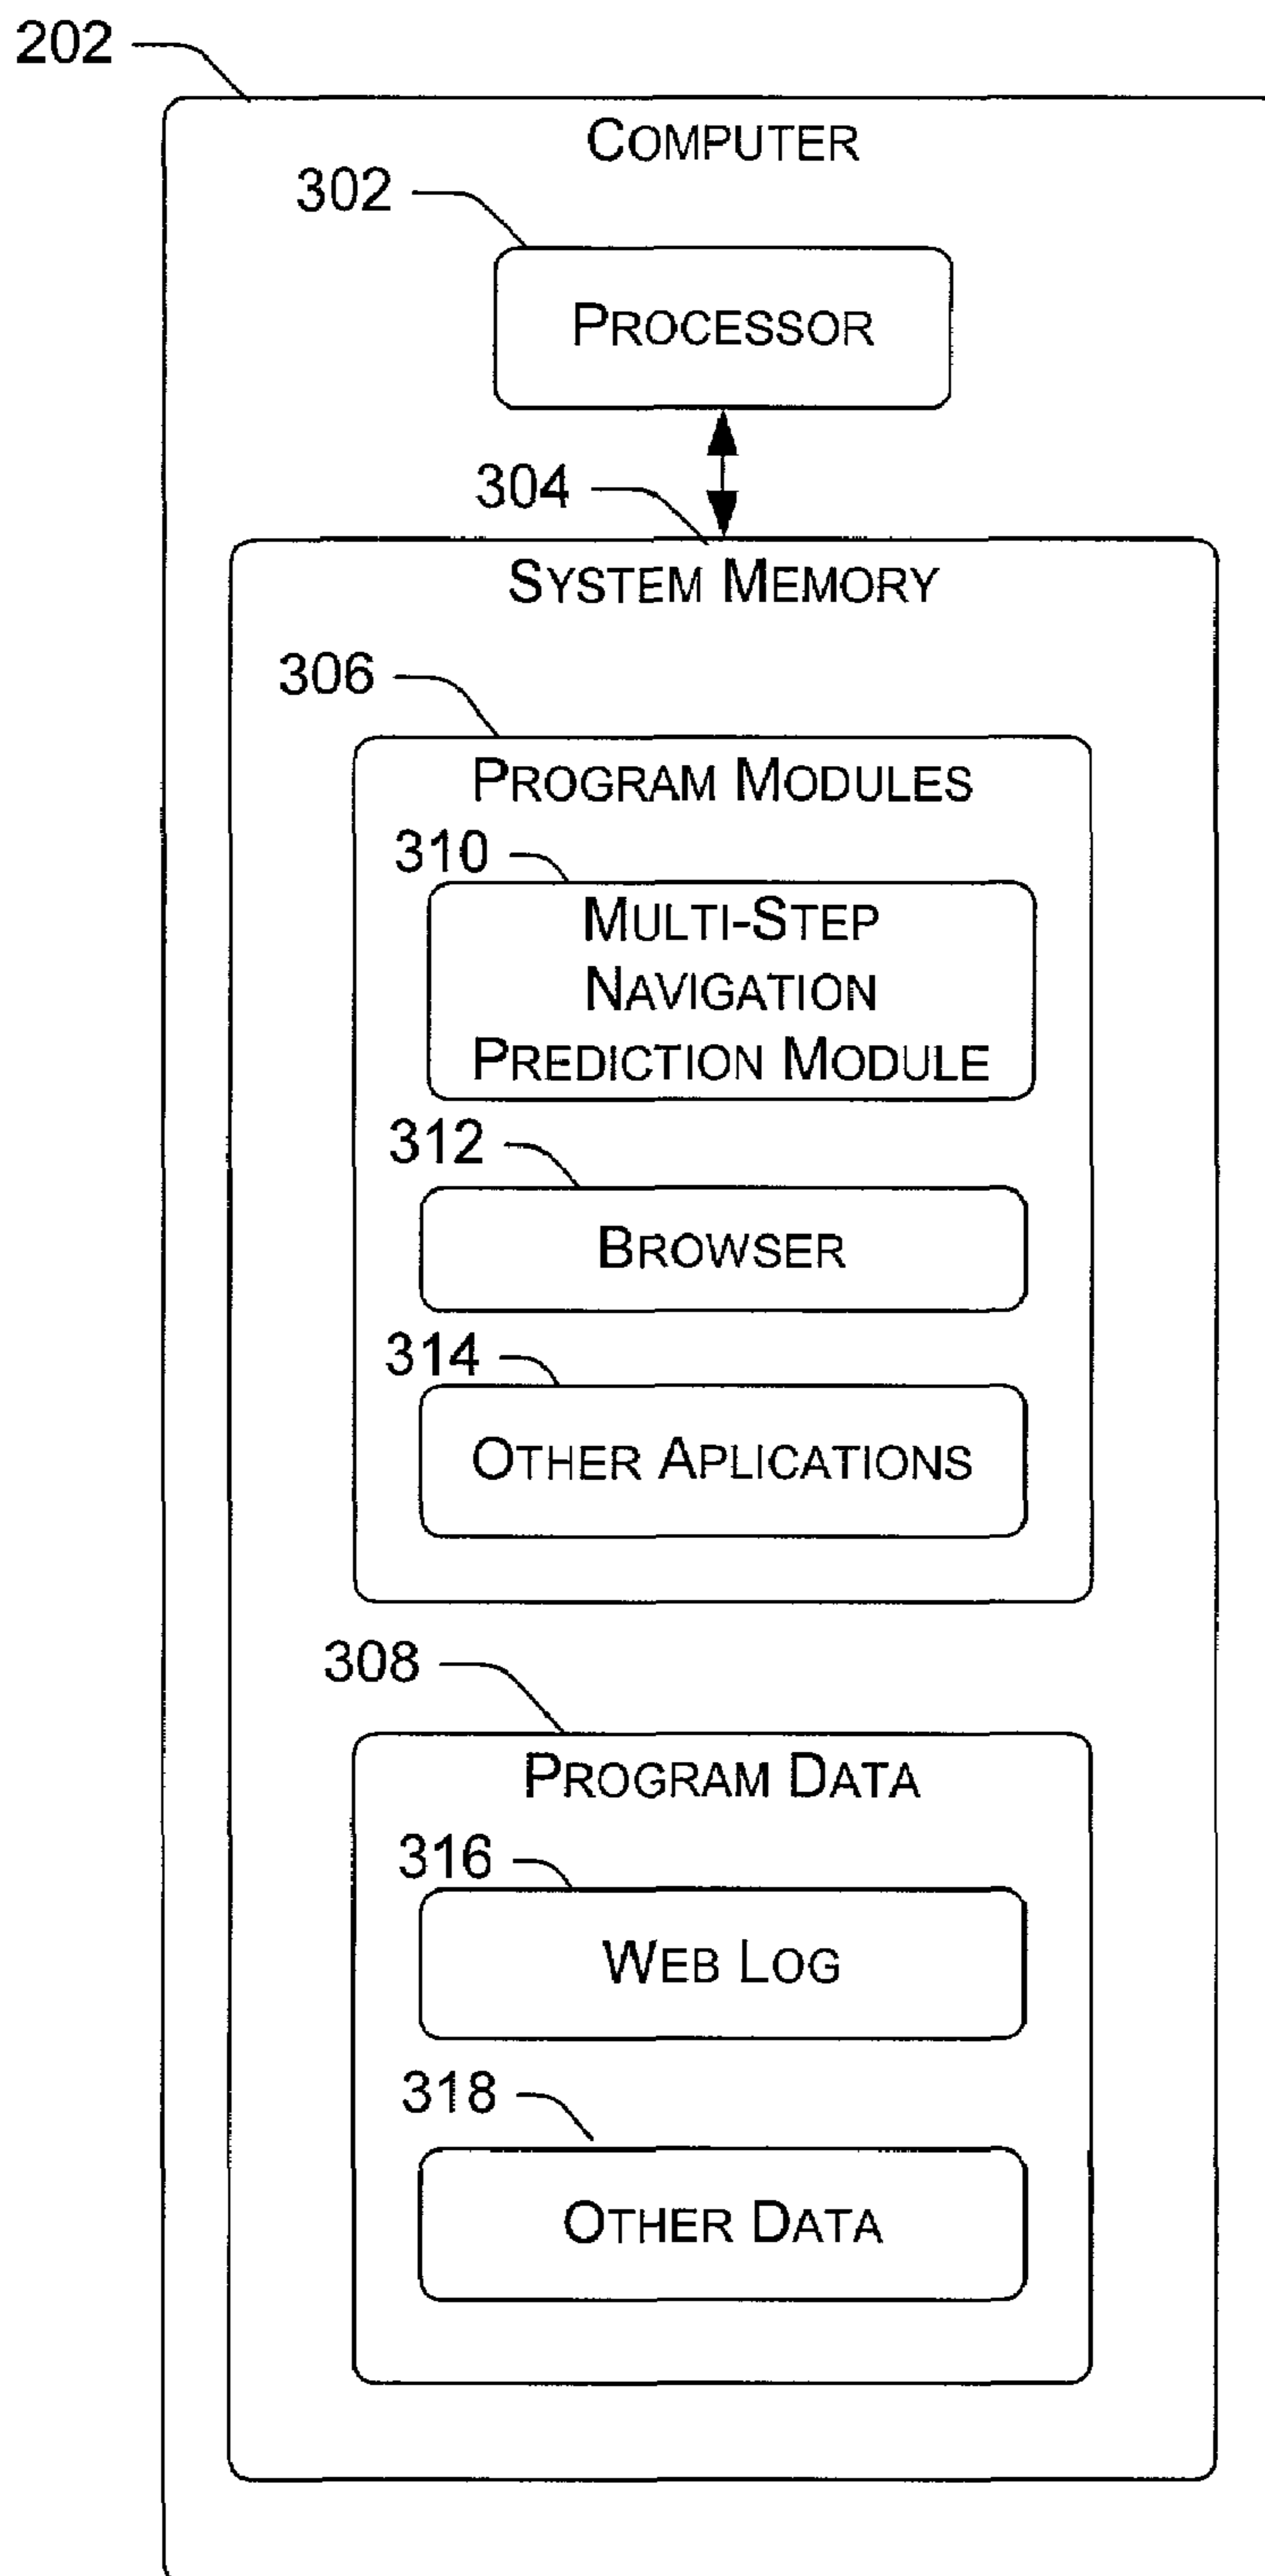 202
COMPUTER
302
PROCESSOR
304
SYSTEM MEMORY
306
PROGRAM MODULES
310
MULTI-STEP
NAVIGATION
PREDICTION MODULE
312
BROWSER
314
OTHER APLICATIONS
308
PROGRAM DATA
316
WEB LOG
318
OTHER DATA